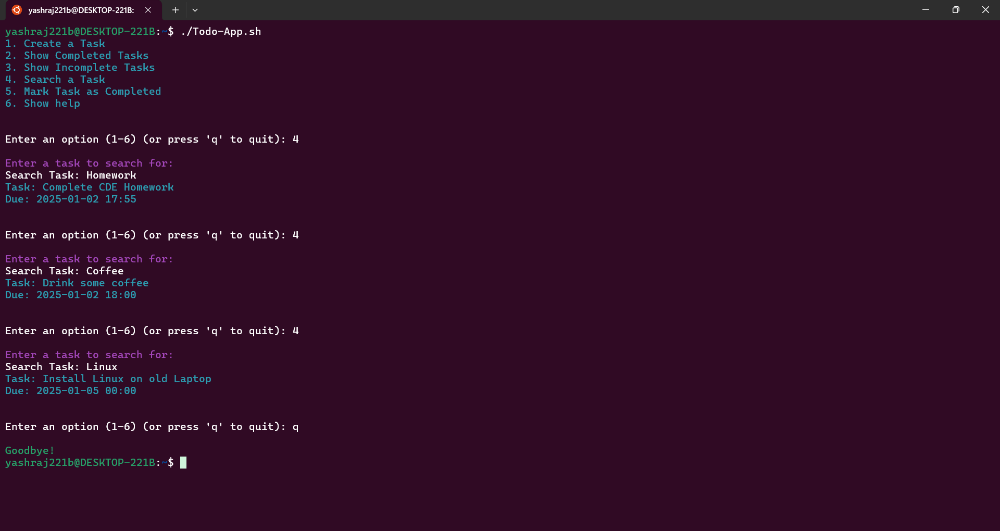 yashraj221b@DESKTOP-221B:
yashraj221b@DESKTOP-221B:~$ ./Todo-App.sh
1. Create a Task
2. Show Completed Tasks
3. Show Incomplete Tasks
4. Search a Task
5. Mark Task as Completed
6. Show help
Enter an option (1-6) (or press 'q' to quit): 4
Enter a task to search for:
Search Task: Homework
Task: Complete CDE Homework
Due: 2025-01-02 17:55
Enter an option (1-6) (or press 'q' to quit): 4
Enter a task to search for:
Search Task: Coffee
Task: Drink some coffee
Due: 2025-01-02 18:00
Enter an option (1-6) (or press 'q' to quit): 4
Enter a task to search for:
Search Task: Linux
Task: Install Linux on old Laptop
Due: 2025-01-05 00:00
Enter an option (1-6) (or press 'q' to quit): q
Goodbye!
yashraj221b@DESKTOP-221B:~$